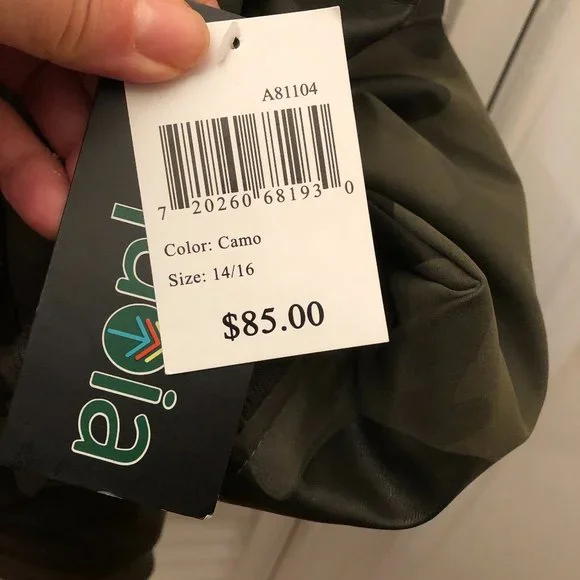 A81104
7 20260 68193 0
Color: Camo
Size: 14/16
$85.00